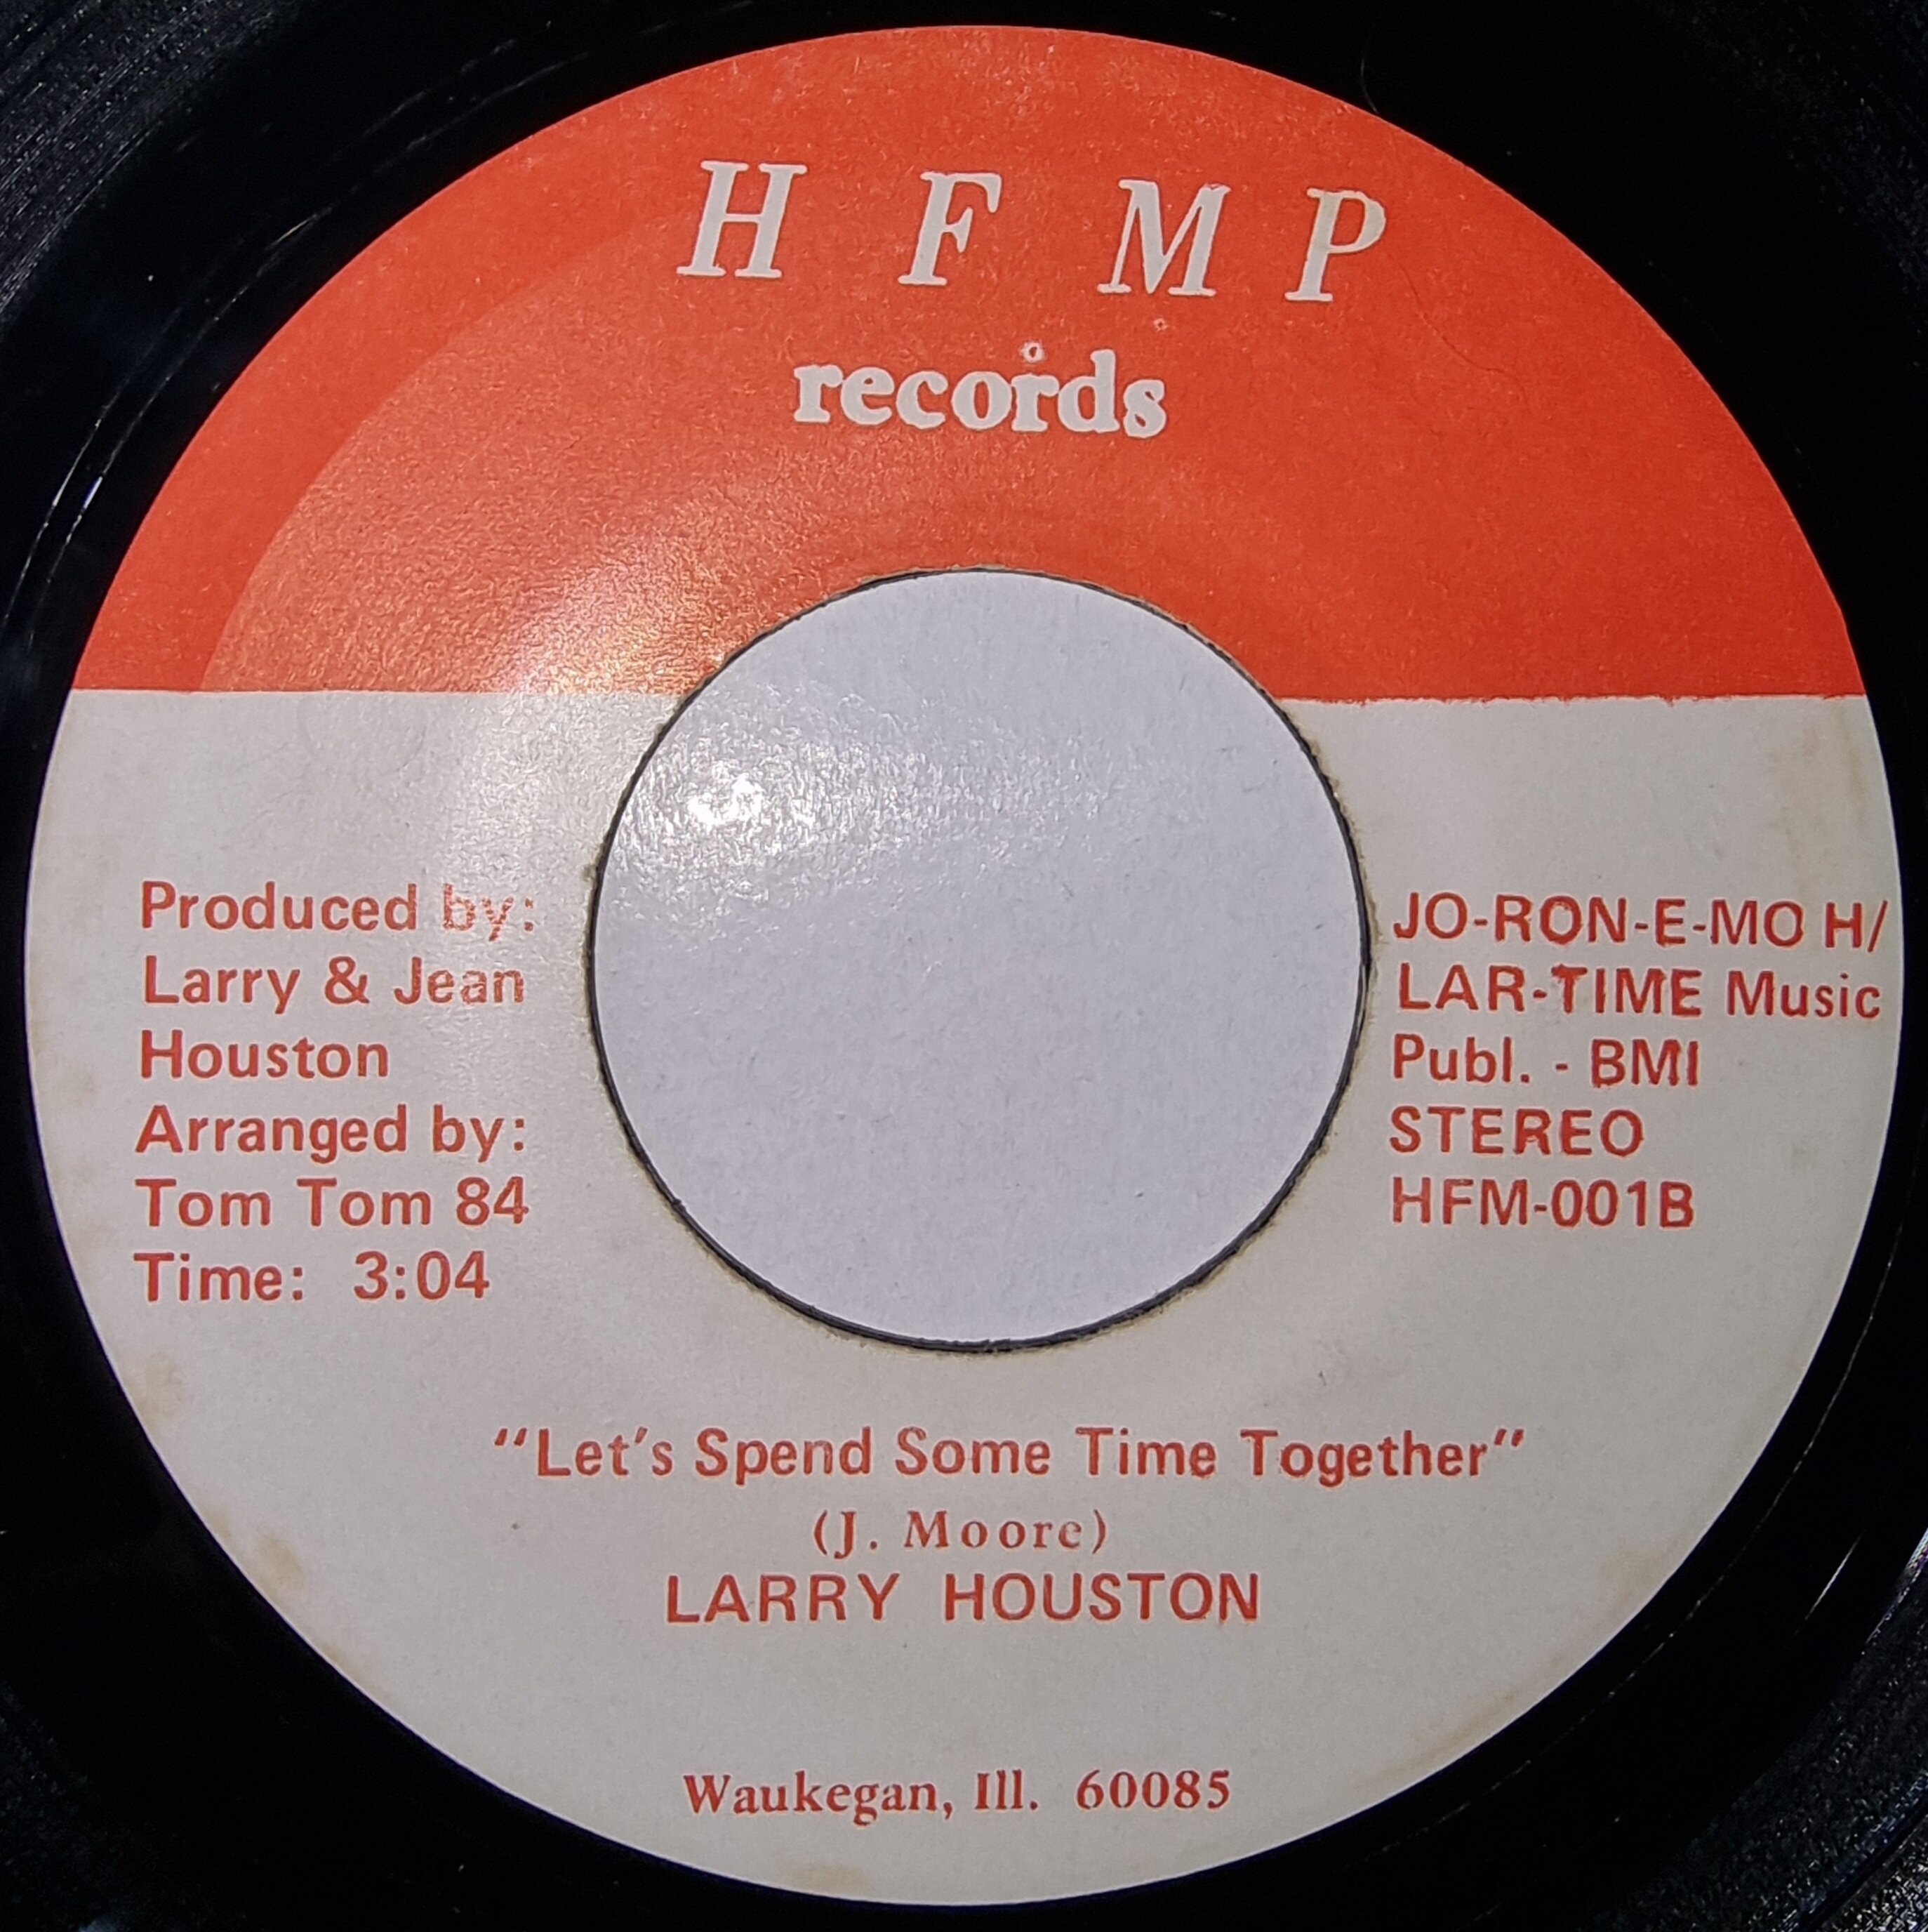 H F M P
records
Produced by:
Larry & Jean
Houston
Arranged by:
Tom Tom 84
Time: 3:04
JO-RON-E-MO H/
LAR-TIME Music
Publ. - BMI
STEREO
HFM-001B
"Let's Spend Some Time Together"
(J. Moore)
LARRY HOUSTON
Waukegan, Ill. 60085